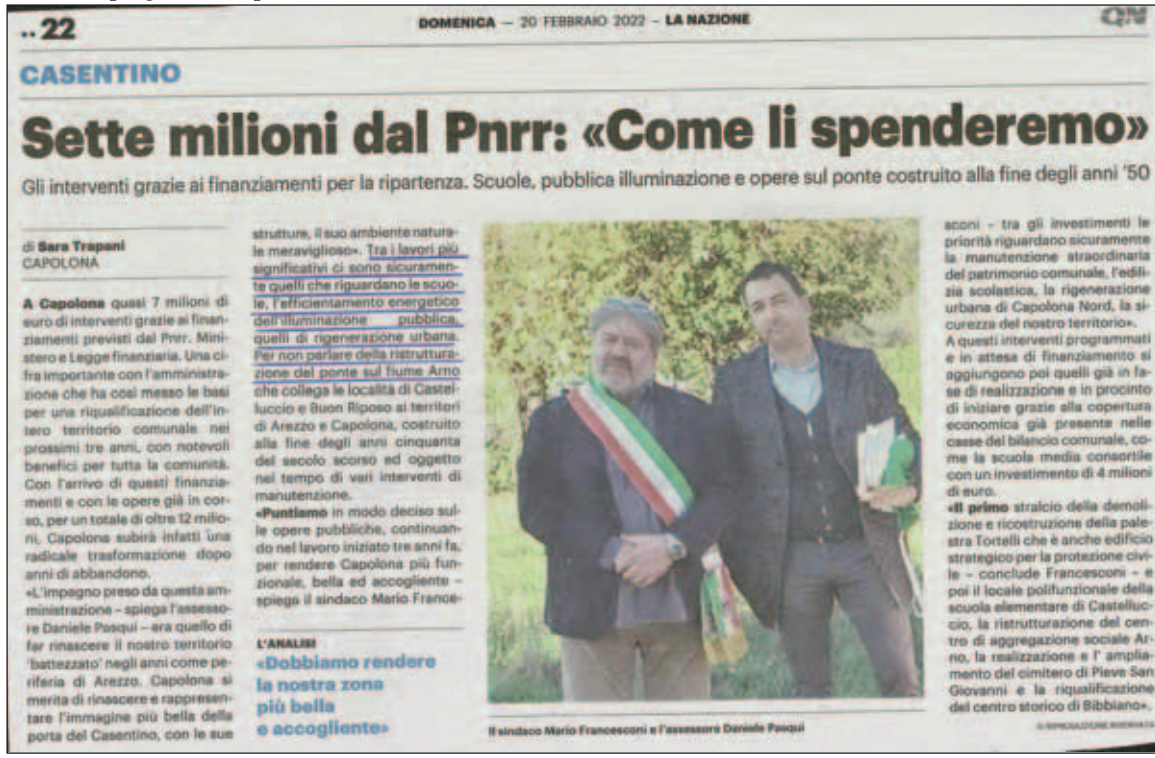 .. 22
DOMENICA — 20 FEBBRAIO 2022 – LA NAZIONE
QN
CASENTINO
Sette milioni dal Pnrr: «Come li spenderemo»
Gli interventi grazie ai finanziamenti per la ripartenza. Scuole, pubblica illuminazione e opere sul ponte costruito alla fine degli anni '50
di Sara Trapani
CAPOLONA
A Capolona quasi 7 milioni di
euro di interventi grazie ai finan-
ziamenti previsti dal Pnrr. Mini-
stero e Legge finanziaria. Una ci-
fra importante con l'amministra-
zione che ha così messo le basi
per una riqualificazione dell'in-
tero territorio comunale nei
prossimi tre anni, con notevoli
benefici per tutta la comunità.
Con l'arrivo di questi finanzia-
menti e con le opere già in cor-
so, per un totale di oltre 12 milio-
ni, Capolona subirà infatti una
radicale trasformazione dopo
anni di abbandono.
«L'impegno preso da questa am-
ministrazione – spiega l'assesso-
re Daniele Pasqui – era quello di
far rinascere il nostro territorio
'battezzato' negli anni come pe-
riferia di Arezzo. Capolona si
merita di rinascere e rappresen-
tare l'immagine più bella della
porta del Casentino, con le sue
strutture, il suo ambiente natura-
le meraviglioso». Tra i lavori più
significativi ci sono sicuramen-
te quelli che riguardano le scuo-
le, l'efficientamento energetico
dell'illuminazione pubblica,
quelli di rigenerazione urbana.
Per non parlare della ristruttura-
zione del ponte sul fiume Arno
che collega le località di Castel-
luccio e Buon Riposo ai territori
di Arezzo e Capolona, costruito
alla fine degli anni cinquanta
del secolo scorso ed oggetto
nel tempo di vari interventi di
manutenzione.
«Puntiamo in modo deciso sul-
le opere pubbliche, continuan-
do nel lavoro iniziato tre anni fa,
per rendere Capolona più fun-
zionale, bella ed accogliente –
spiega il sindaco Mario France-
L'ANALISI
«Dobbiamo rendere
la nostra zona
più bella
e accogliente»
Il sindaco Mario Francesconi e l'assessore Daniele Pasqui
sconi – tra gli investimenti le
priorità riguardano sicuramente
la manutenzione straordinaria
del patrimonio comunale, l'edili-
zia scolastica, la rigenerazione
urbana di Capolona Nord, la si-
curezza del nostro territorio».
A questi interventi programmati
e in attesa di finanziamento si
aggiungono poi quelli già in fa-
se di realizzazione e in procinto
di iniziare grazie alla copertura
economica già presente nelle
casse del bilancio comunale, co-
me la scuola media consortile
con un investimento di 4 milioni
di euro.
«Il primo stralcio della demoli-
zione e ricostruzione della pale-
stra Tortelli che è anche edificio
strategico per la protezione civi-
le – conclude Francesconi – e
poi il locale polifunzionale della
scuola elementare di Castelluc-
cio, la ristrutturazione del cen-
tro di aggregazione sociale Ar-
no, la realizzazione e l' amplia-
mento del cimitero di Pieve San
Giovanni e la riqualificazione
del centro storico di Bibbiano».
© RIPRODUZIONE RISERVATA